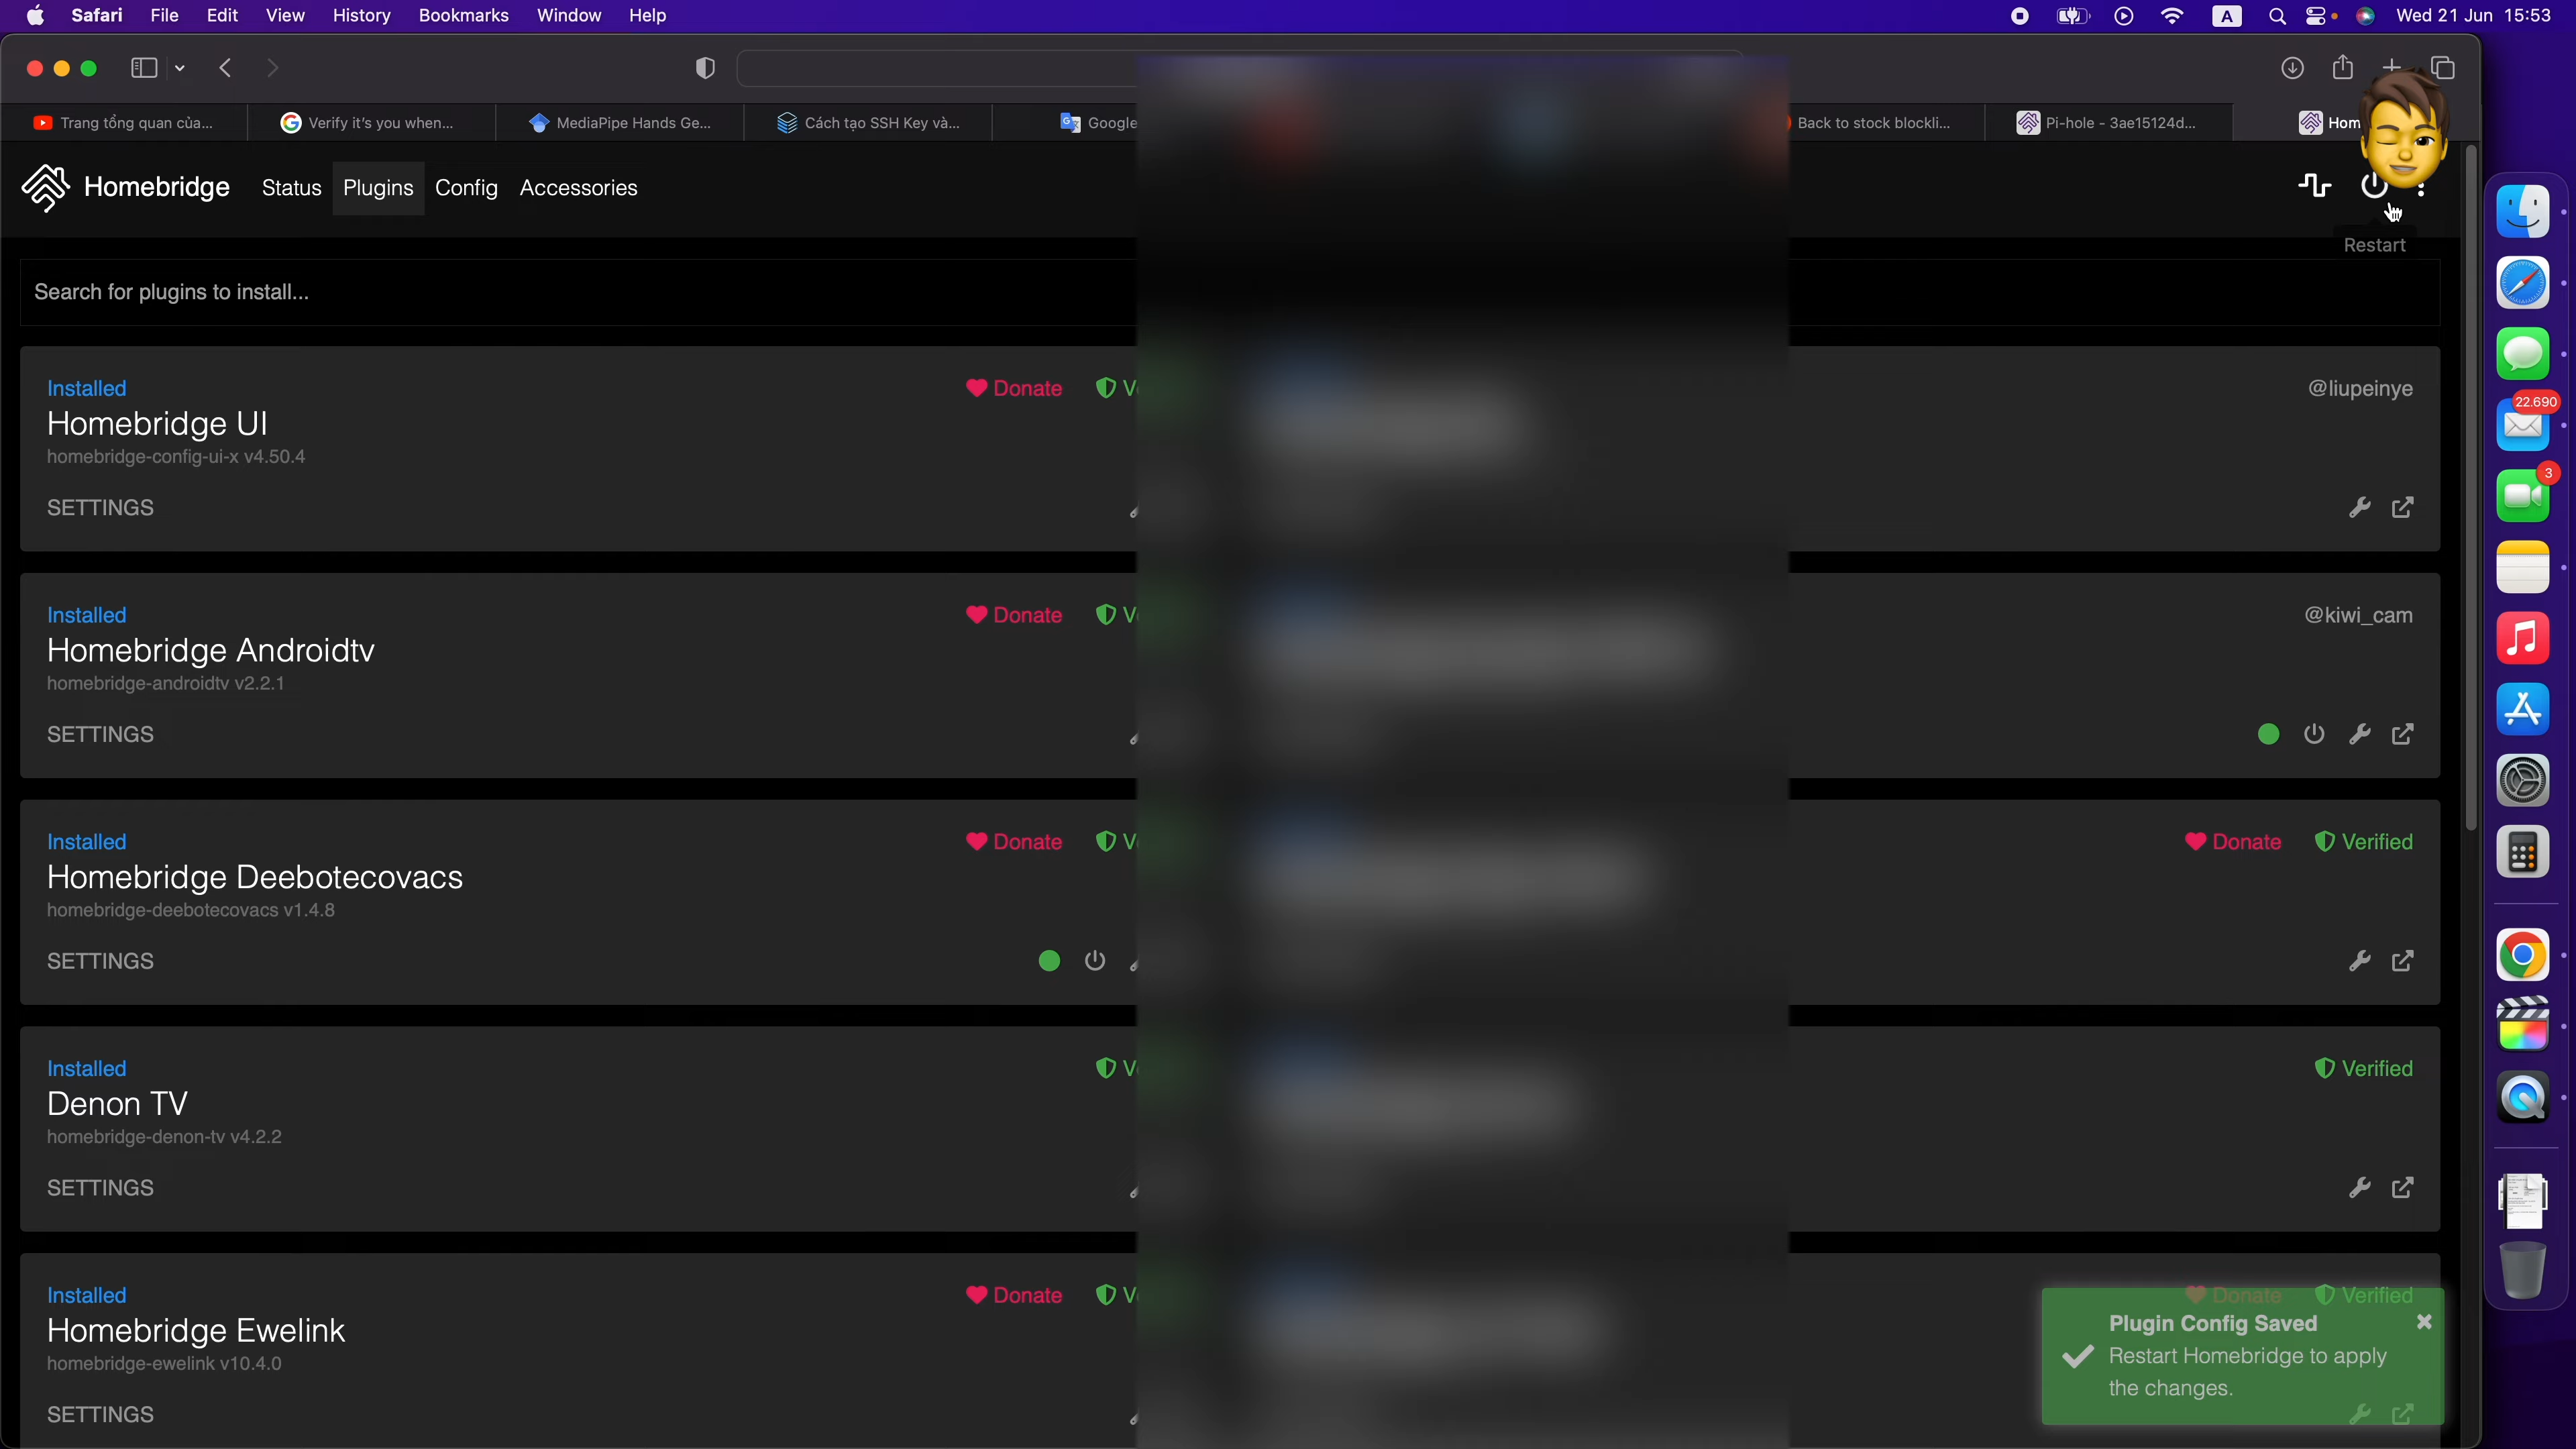 Safari File Edit View History Bookmarks Window Help A Wed 21 Jun 15:53
Trang tổng quan của... Verify it's you when... MediaPipe Hands Ge... Cách tạo SSH Key và... Google Back to stock blockli... Pi-hole - 3ae15124d... Hom
Homebridge Status Plugins Config Accessories
Restart
Search for plugins to install...
Installed Donate @liupeinye
Homebridge UI
homebridge-config-ui-x v4.50.4
SETTINGS
Installed Donate @kiwi_cam
Homebridge Androidtv
homebridge-androidtv v2.2.1
SETTINGS
Installed Donate Donate Verified
Homebridge Deebotecovacs
homebridge-deebotecovacs v1.4.8
SETTINGS
Installed Verified
Denon TV
homebridge-denon-tv v4.2.2
SETTINGS
Installed Donate Donate Verified
Homebridge Ewelink
homebridge-ewelink v10.4.0
SETTINGS
Plugin Config Saved
Restart Homebridge to apply
the changes.
22.690
3